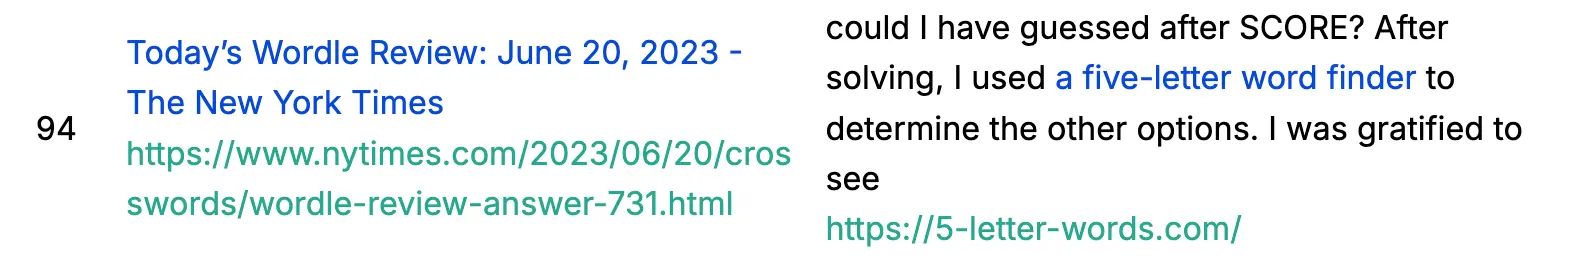 94
Today’s Wordle Review: June 20, 2023 -
The New York Times
https://www.nytimes.com/2023/06/20/cros
swords/wordle-review-answer-731.html
could I have guessed after SCORE? After
solving, I used a five-letter word finder to
determine the other options. I was gratified to
see
https://5-letter-words.com/